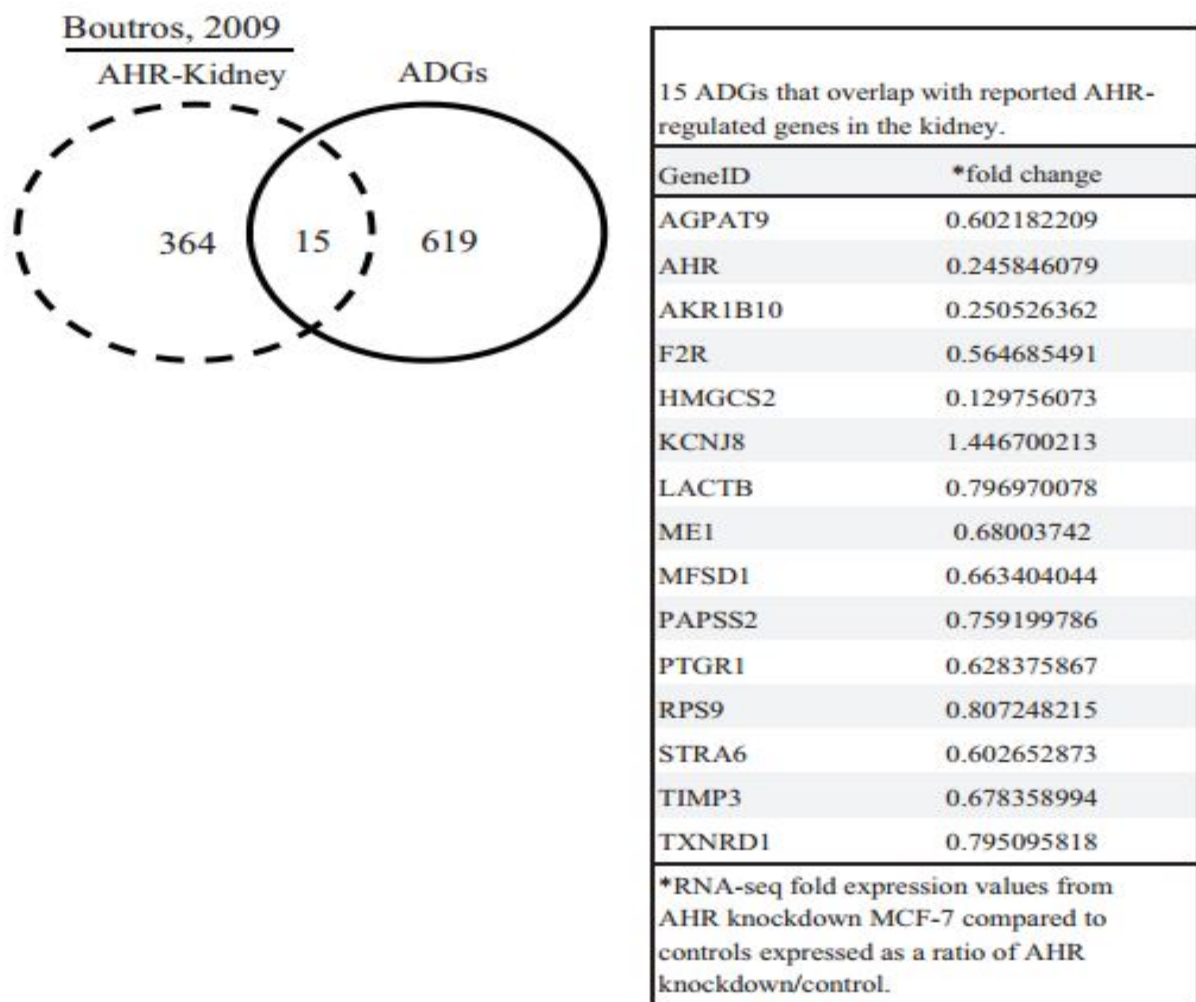 Boutros, 2009
AHR-Kidney
ADGs
364
15
619
15 ADGs that overlap with reported AHR-
regulated genes in the kidney.
GeneID *fold change
AGPAT9 0.602182209
AHR 0.245846079
AKR1B10 0.250526362
F2R 0.564685491
HMGCS2 0.129756073
KCNJ8 1.446700213
LACTB 0.796970078
ME1 0.68003742
MFSD1 0.663404044
PAPSS2 0.759199786
PTGR1 0.628375867
RPS9 0.807248215
STRA6 0.602652873
TIMP3 0.678358994
TXNRD1 0.795095818
*RNA-seq fold expression values from
AHR knockdown MCF-7 compared to
controls expressed as a ratio of AHR
knockdown/control.